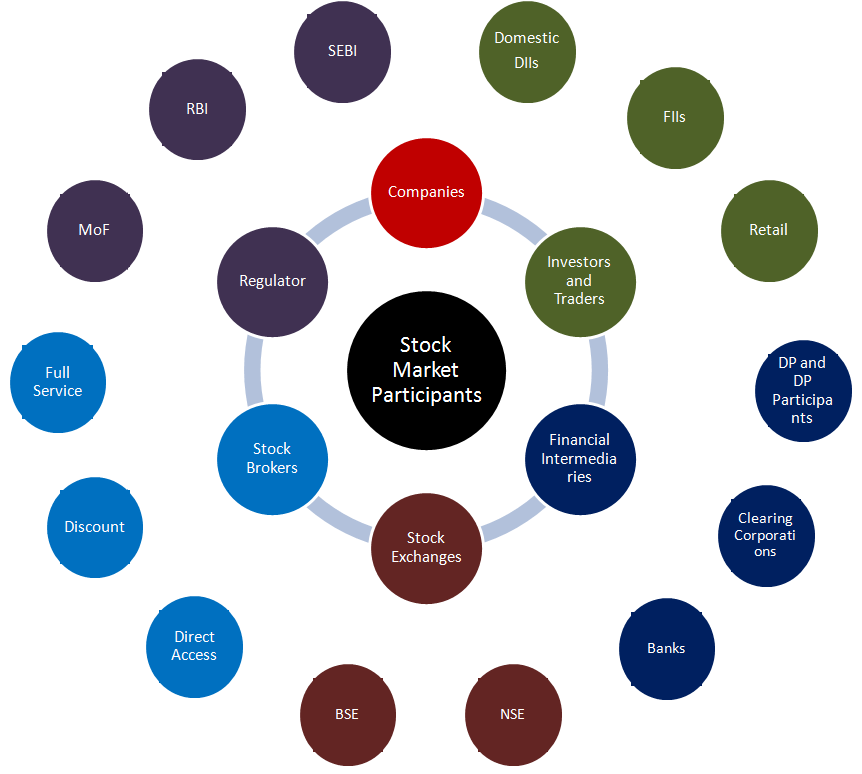 SEBI
Domestic
DIIs
RBI
FIIs
Companies
MoF
Retail
Regulator
Investors
and
Traders
Stock
Market
Participants
Full
Service
DP and
DP
Participa
nts
Stock
Brokers
Financial
Intermedia
ries
Discount
Clearing
Corporati
ons
Stock
Exchanges
Direct
Access
Banks
BSE
NSE